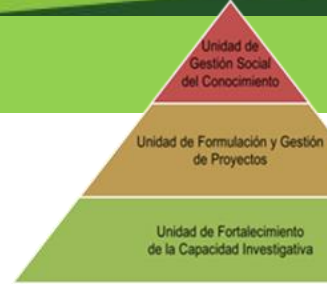 Unidad de
Gestión Social
del Conocimiento
Unidad de Formulación y Gestión
de Proyectos
Unidad de Fortalecimiento
de la Capacidad Investigativa